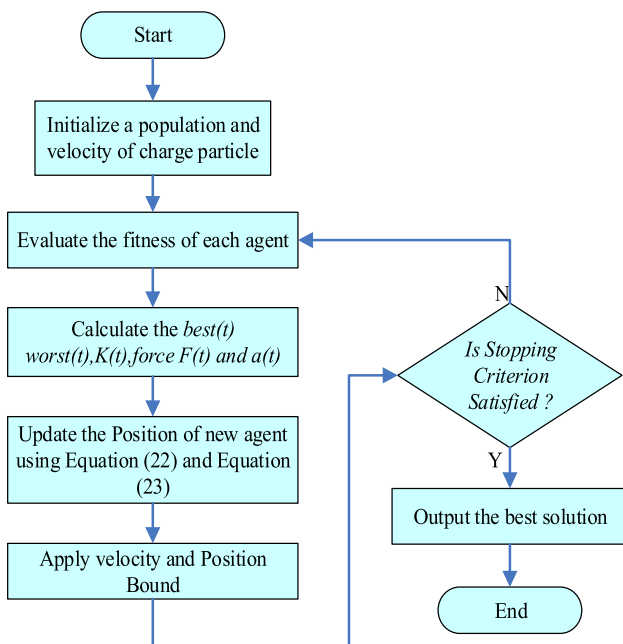 Start
Initialize a population and
velocity of charge particle
Evaluate the fitness of each agent
Calculate the best(t)
worst(t),K(t),force F(t) and a(t)
Update the Position of new agent
using Equation (22) and Equation
(23)
Apply velocity and Position
Bound
N
Is Stopping
Criterion
Satisfied ?
Y
Output the best solution
End